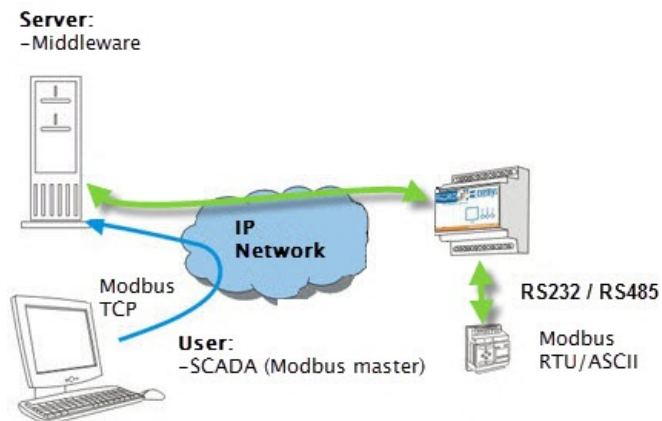 Server:
-Middleware
IP
Network
Modbus
TCP
RS232 / RS485
User:
-SCADA (Modbus master)
Modbus
RTU/ASCII